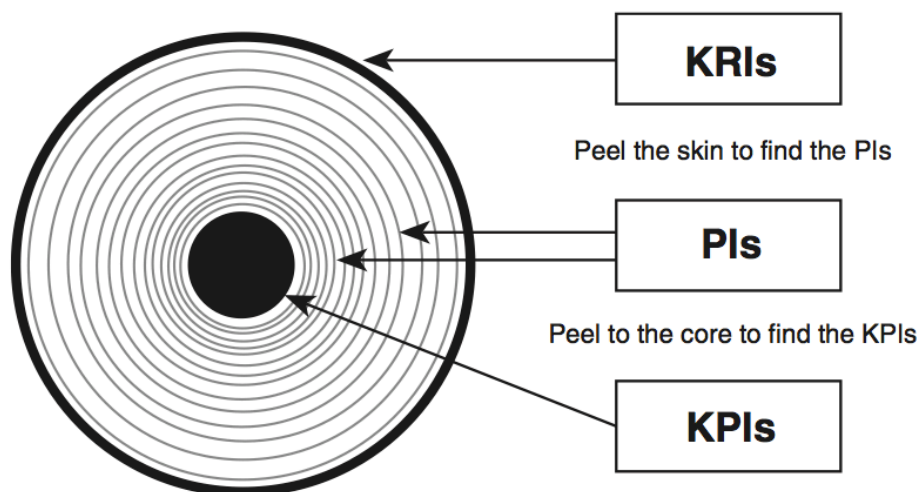 KRIs
Peel the skin to find the PIs
PIs
Peel to the core to find the KPIs
KPIs